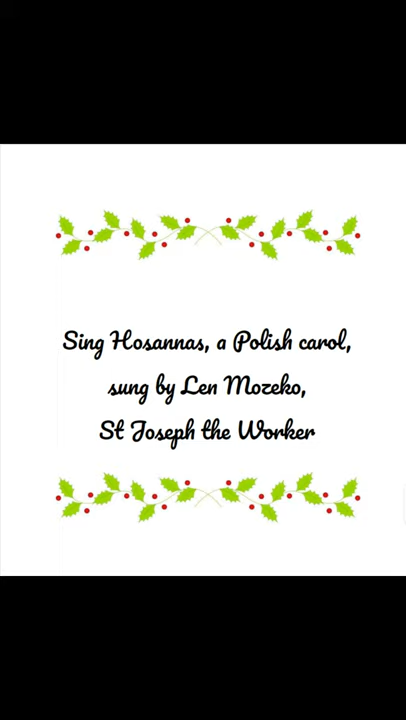 Sing Hosannas, a Polish carol,
sung by Len Mozeko,
St Joseph the Worker